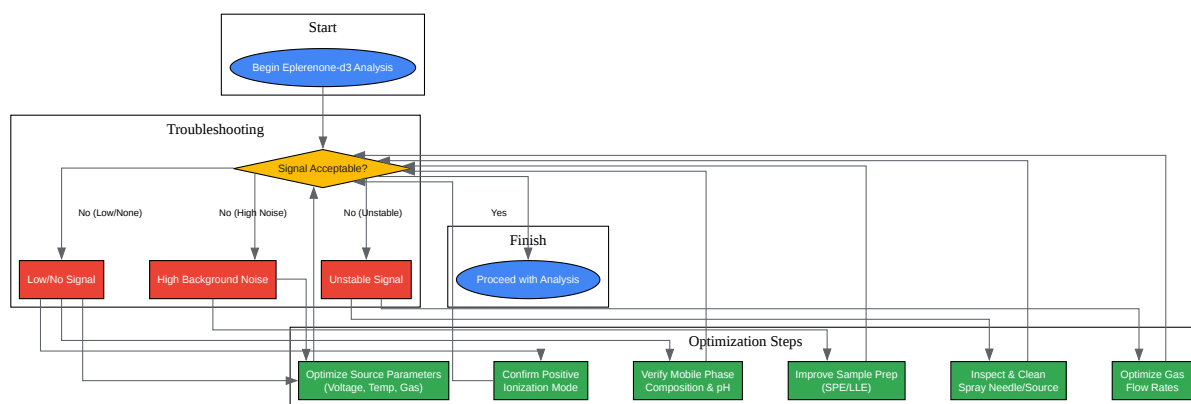 Start
Begin Eplerenone-d3 Analysis
Troubleshooting
Signal Acceptable?
No (Low/None)
No (High Noise)
No (Unstable)
Yes
Finish
Low/No Signal
High Background Noise
Unstable Signal
Proceed with Analysis
Optimization Steps
Optimize Source Parameters
(Voltage, Temp, Gas)
Confirm Positive
Ionization Mode
Verify Mobile Phase
Composition & pH
Improve Sample Prep
(SPE/LLE)
Inspect & Clean
Spray Needle/Source
Optimize Gas
Flow Rates